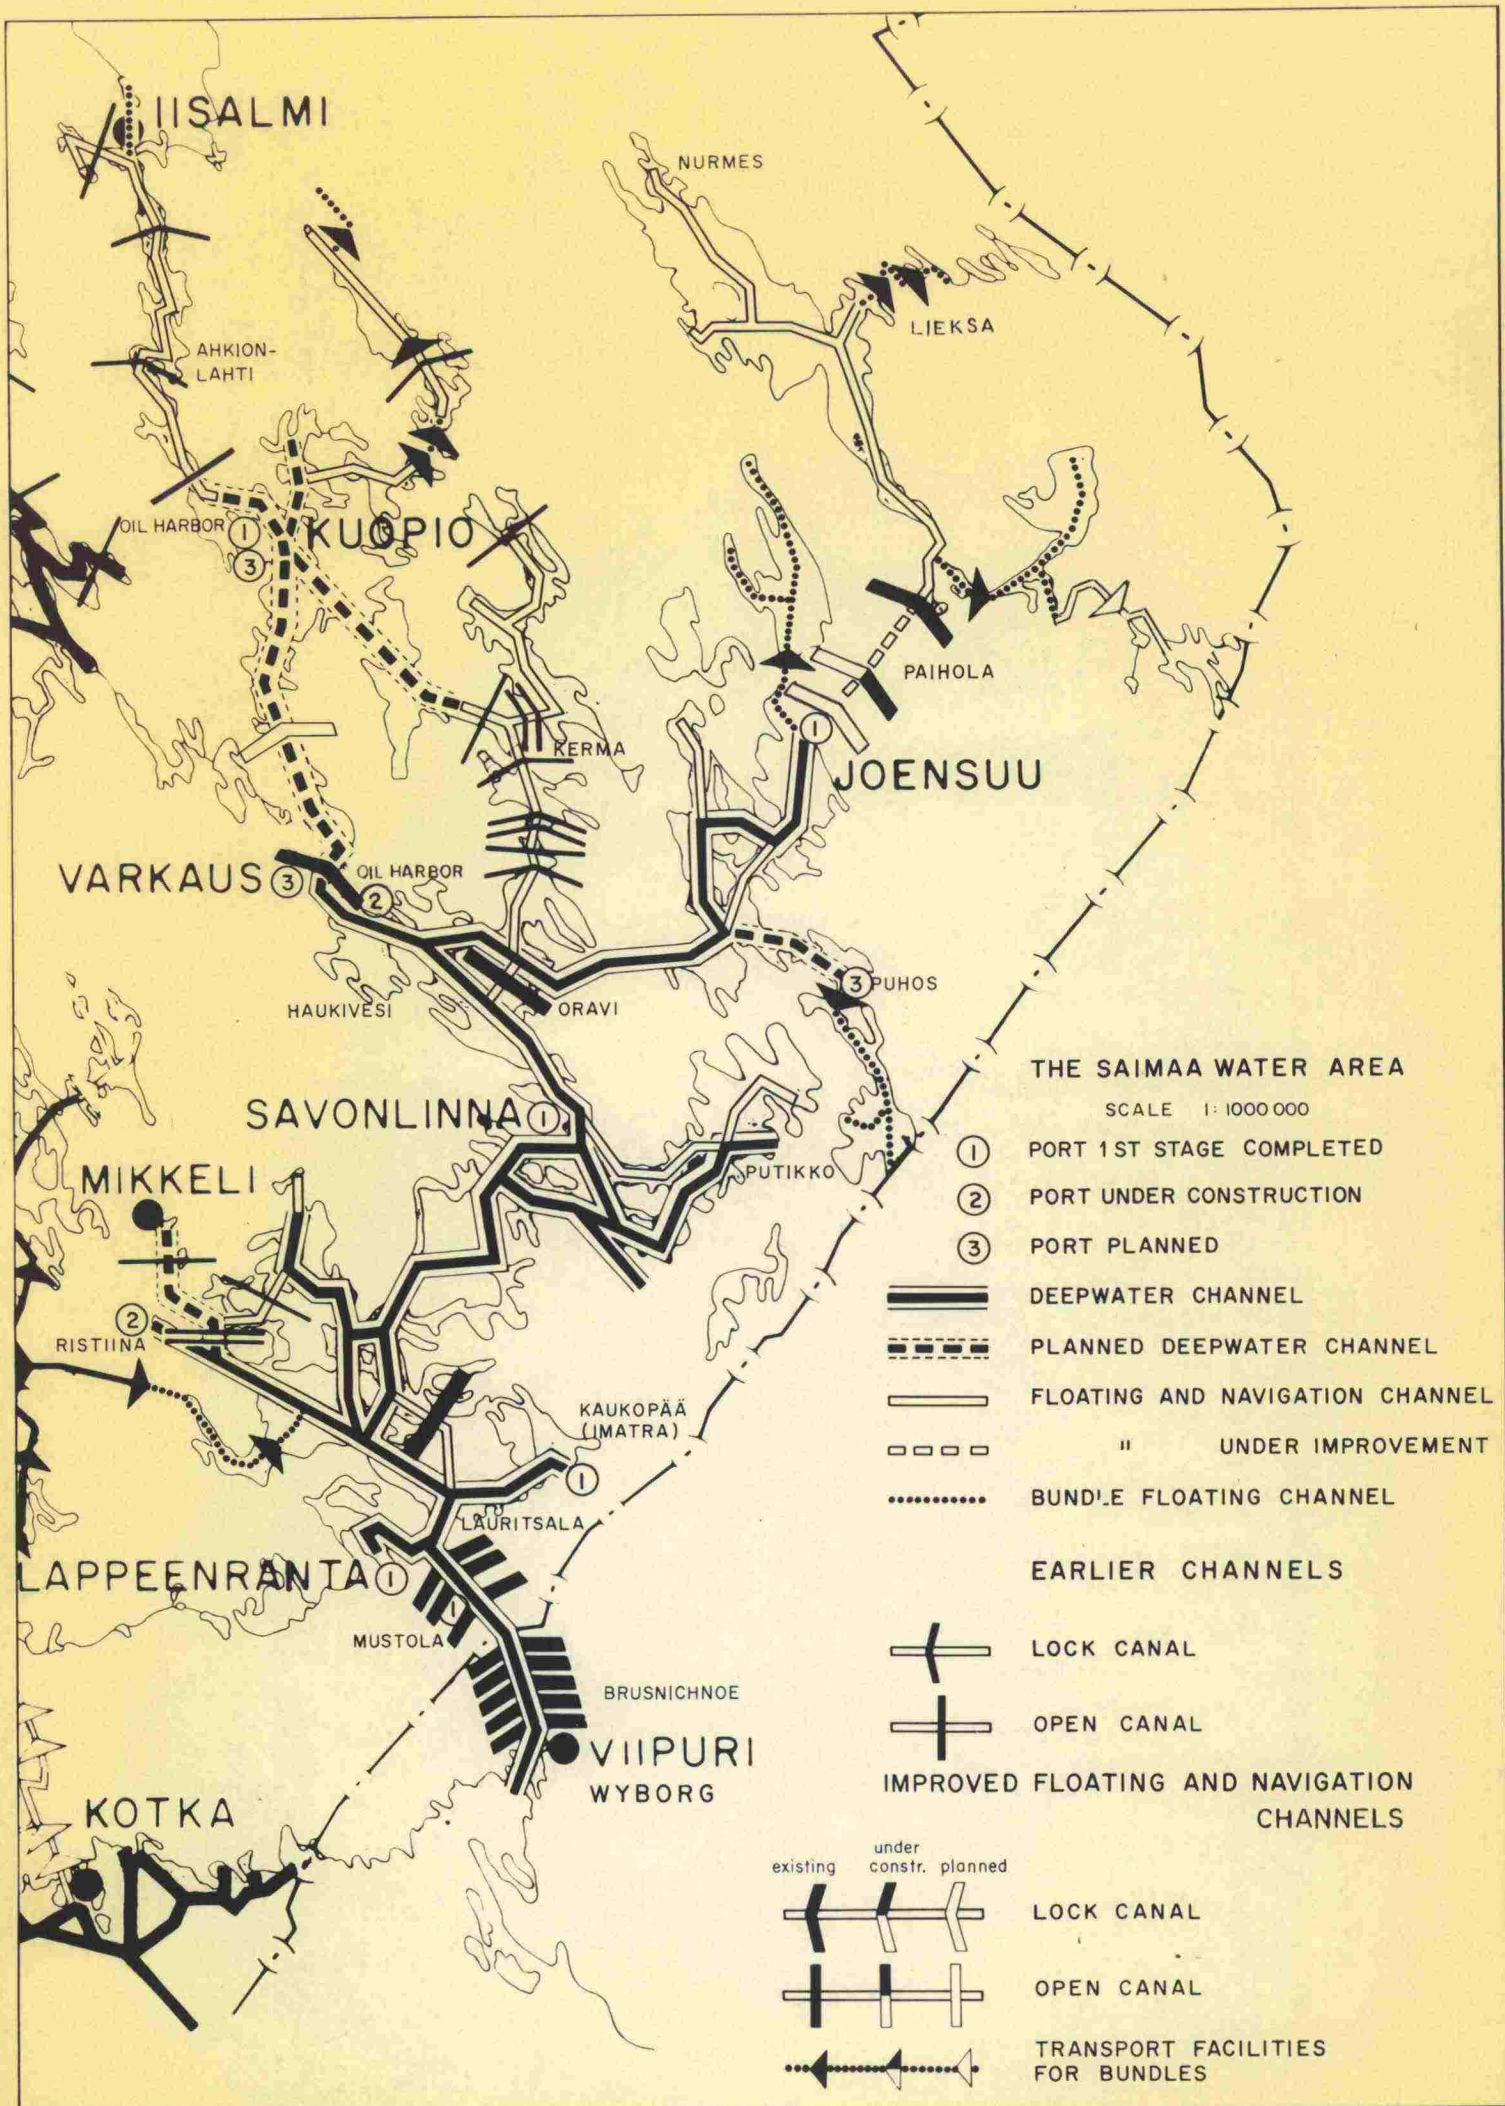 IISALMI
NURMES
LIEKSA
AHKION-
LAHTI
OIL HARBOR 1
3
KUOPIO
PAIHOLA
1
KERMA
JOENSUU
VARKAUS 3
OIL HARBOR
2
3 PUHOS
HAUKIVESI
ORAVI
SAVONLINNA 1
PUTIKKO
MIKKELI
2
RISTIINA
KAUKOPÄÄ
(IMATRA)
1
LAURITSALA
LAPPEENRANTA 1
1
MUSTOLA
BRUSNICHNOE
VIIPURI
WYBORG
KOTKA
THE SAIMAA WATER AREA
SCALE 1: 1000 000
1 PORT 1ST STAGE COMPLETED
2 PORT UNDER CONSTRUCTION
3 PORT PLANNED
DEEPWATER CHANNEL
PLANNED DEEPWATER CHANNEL
FLOATING AND NAVIGATION CHANNEL
" UNDER IMPROVEMENT
BUNDLE FLOATING CHANNEL
EARLIER CHANNELS
LOCK CANAL
OPEN CANAL
IMPROVED FLOATING AND NAVIGATION
CHANNELS
existing under constr. planned
LOCK CANAL
OPEN CANAL
TRANSPORT FACILITIES
FOR BUNDLES